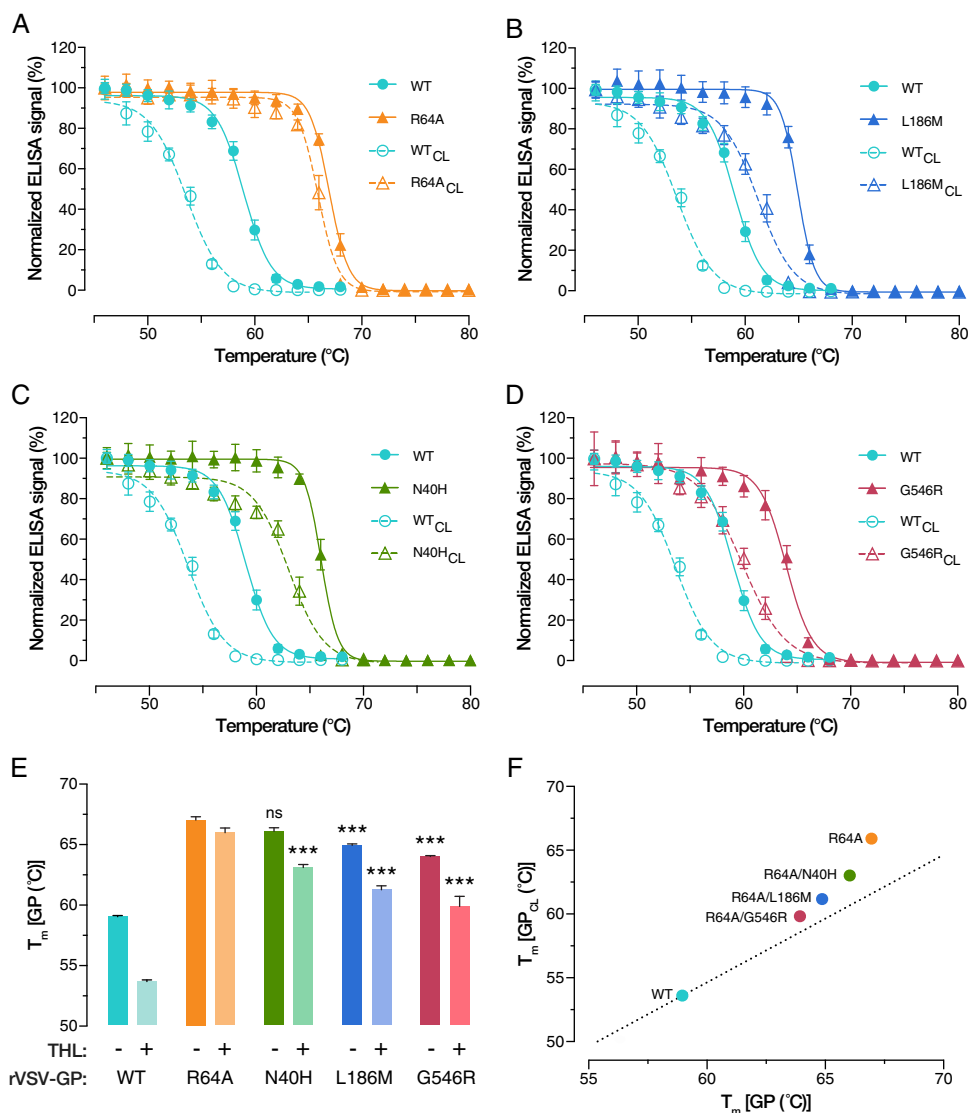 A
Normalized ELISA signal (%)
120
100
80
60
40
20
0
50
60
70
80
Temperature (°C)
WT
R64A
WTCL
R64ACL
B
Normalized ELISA signal (%)
120
100
80
60
40
20
0
50
60
70
80
Temperature (°C)
WT
L186M
WTCL
L186MCL
C
Normalized ELISA signal (%)
120
100
80
60
40
20
0
50
60
70
80
Temperature (°C)
WT
N40H
WTCL
N40HCL
D
Normalized ELISA signal (%)
120
100
80
60
40
20
0
50
60
70
80
Temperature (°C)
WT
G546R
WTCL
G546RCL
E
Tm [GP (°C)]
70
65
60
55
50
ns
***
***
***
***
***
THL: - + - + - + - + - +
rVSV-GP: WT R64A N40H L186M G546R
F
Tm [GPCL (°C)]
70
65
60
55
50
R64A
R64A/N40H
R64A/L186M
R64A/G546R
WT
55
60
65
70
Tm [GP (°C)]